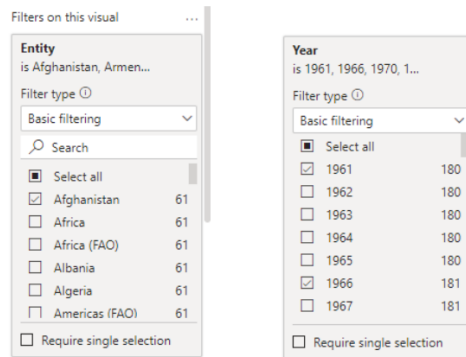 Filters on this visual ...
Entity
is Afghanistan, Armen...
Filter type
Basic filtering
Search
Select all
Afghanistan 61
Africa 61
Africa (FAO) 61
Albania 61
Algeria 61
Americas (FAO) 61
Require single selection
Year
is 1961, 1966, 1970, 1...
Filter type
Basic filtering
Select all
1961 180
1962 180
1963 180
1964 180
1965 180
1966 181
1967 181
Require single selection